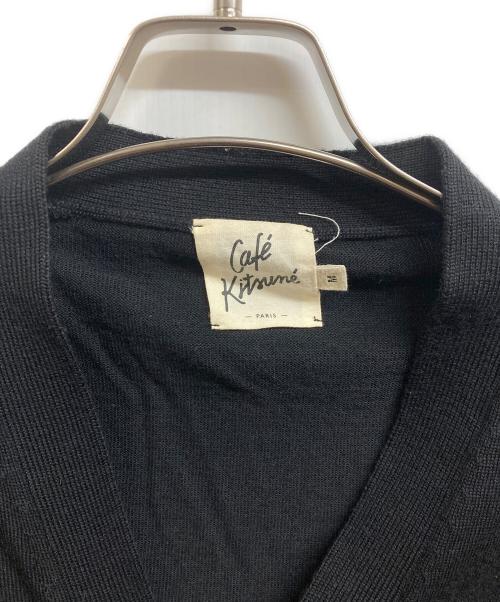 Café
Kitsuné
— PARIS —
M